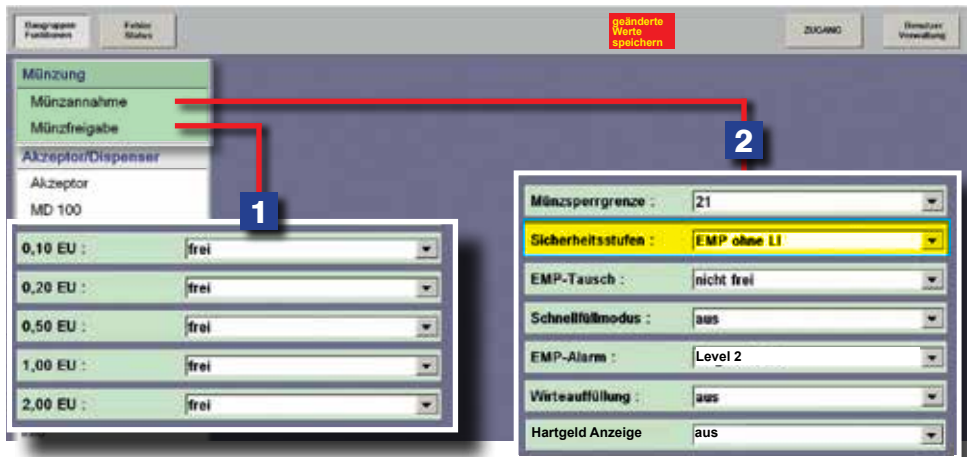 Baugruppen
Funktionen
Fehler
Status
geänderte
Werte
speichern
ZUGANG
Benutzer
Verwaltung
Münzung
Münzannahme
Münzfreigabe
Akzeptor/Dispenser
Akzeptor
MD 100
1
0,10 EU : frei
0,20 EU : frei
0,50 EU : frei
1,00 EU : frei
2,00 EU : frei
2
Münzsperrgrenze : 21
Sicherheitsstufen : EMP ohne LI
EMP-Tausch : nicht frei
Schnellfüllmodus : aus
EMP-Alarm : Level 2
Wirteauffüllung : aus
Hartgeld Anzeige aus